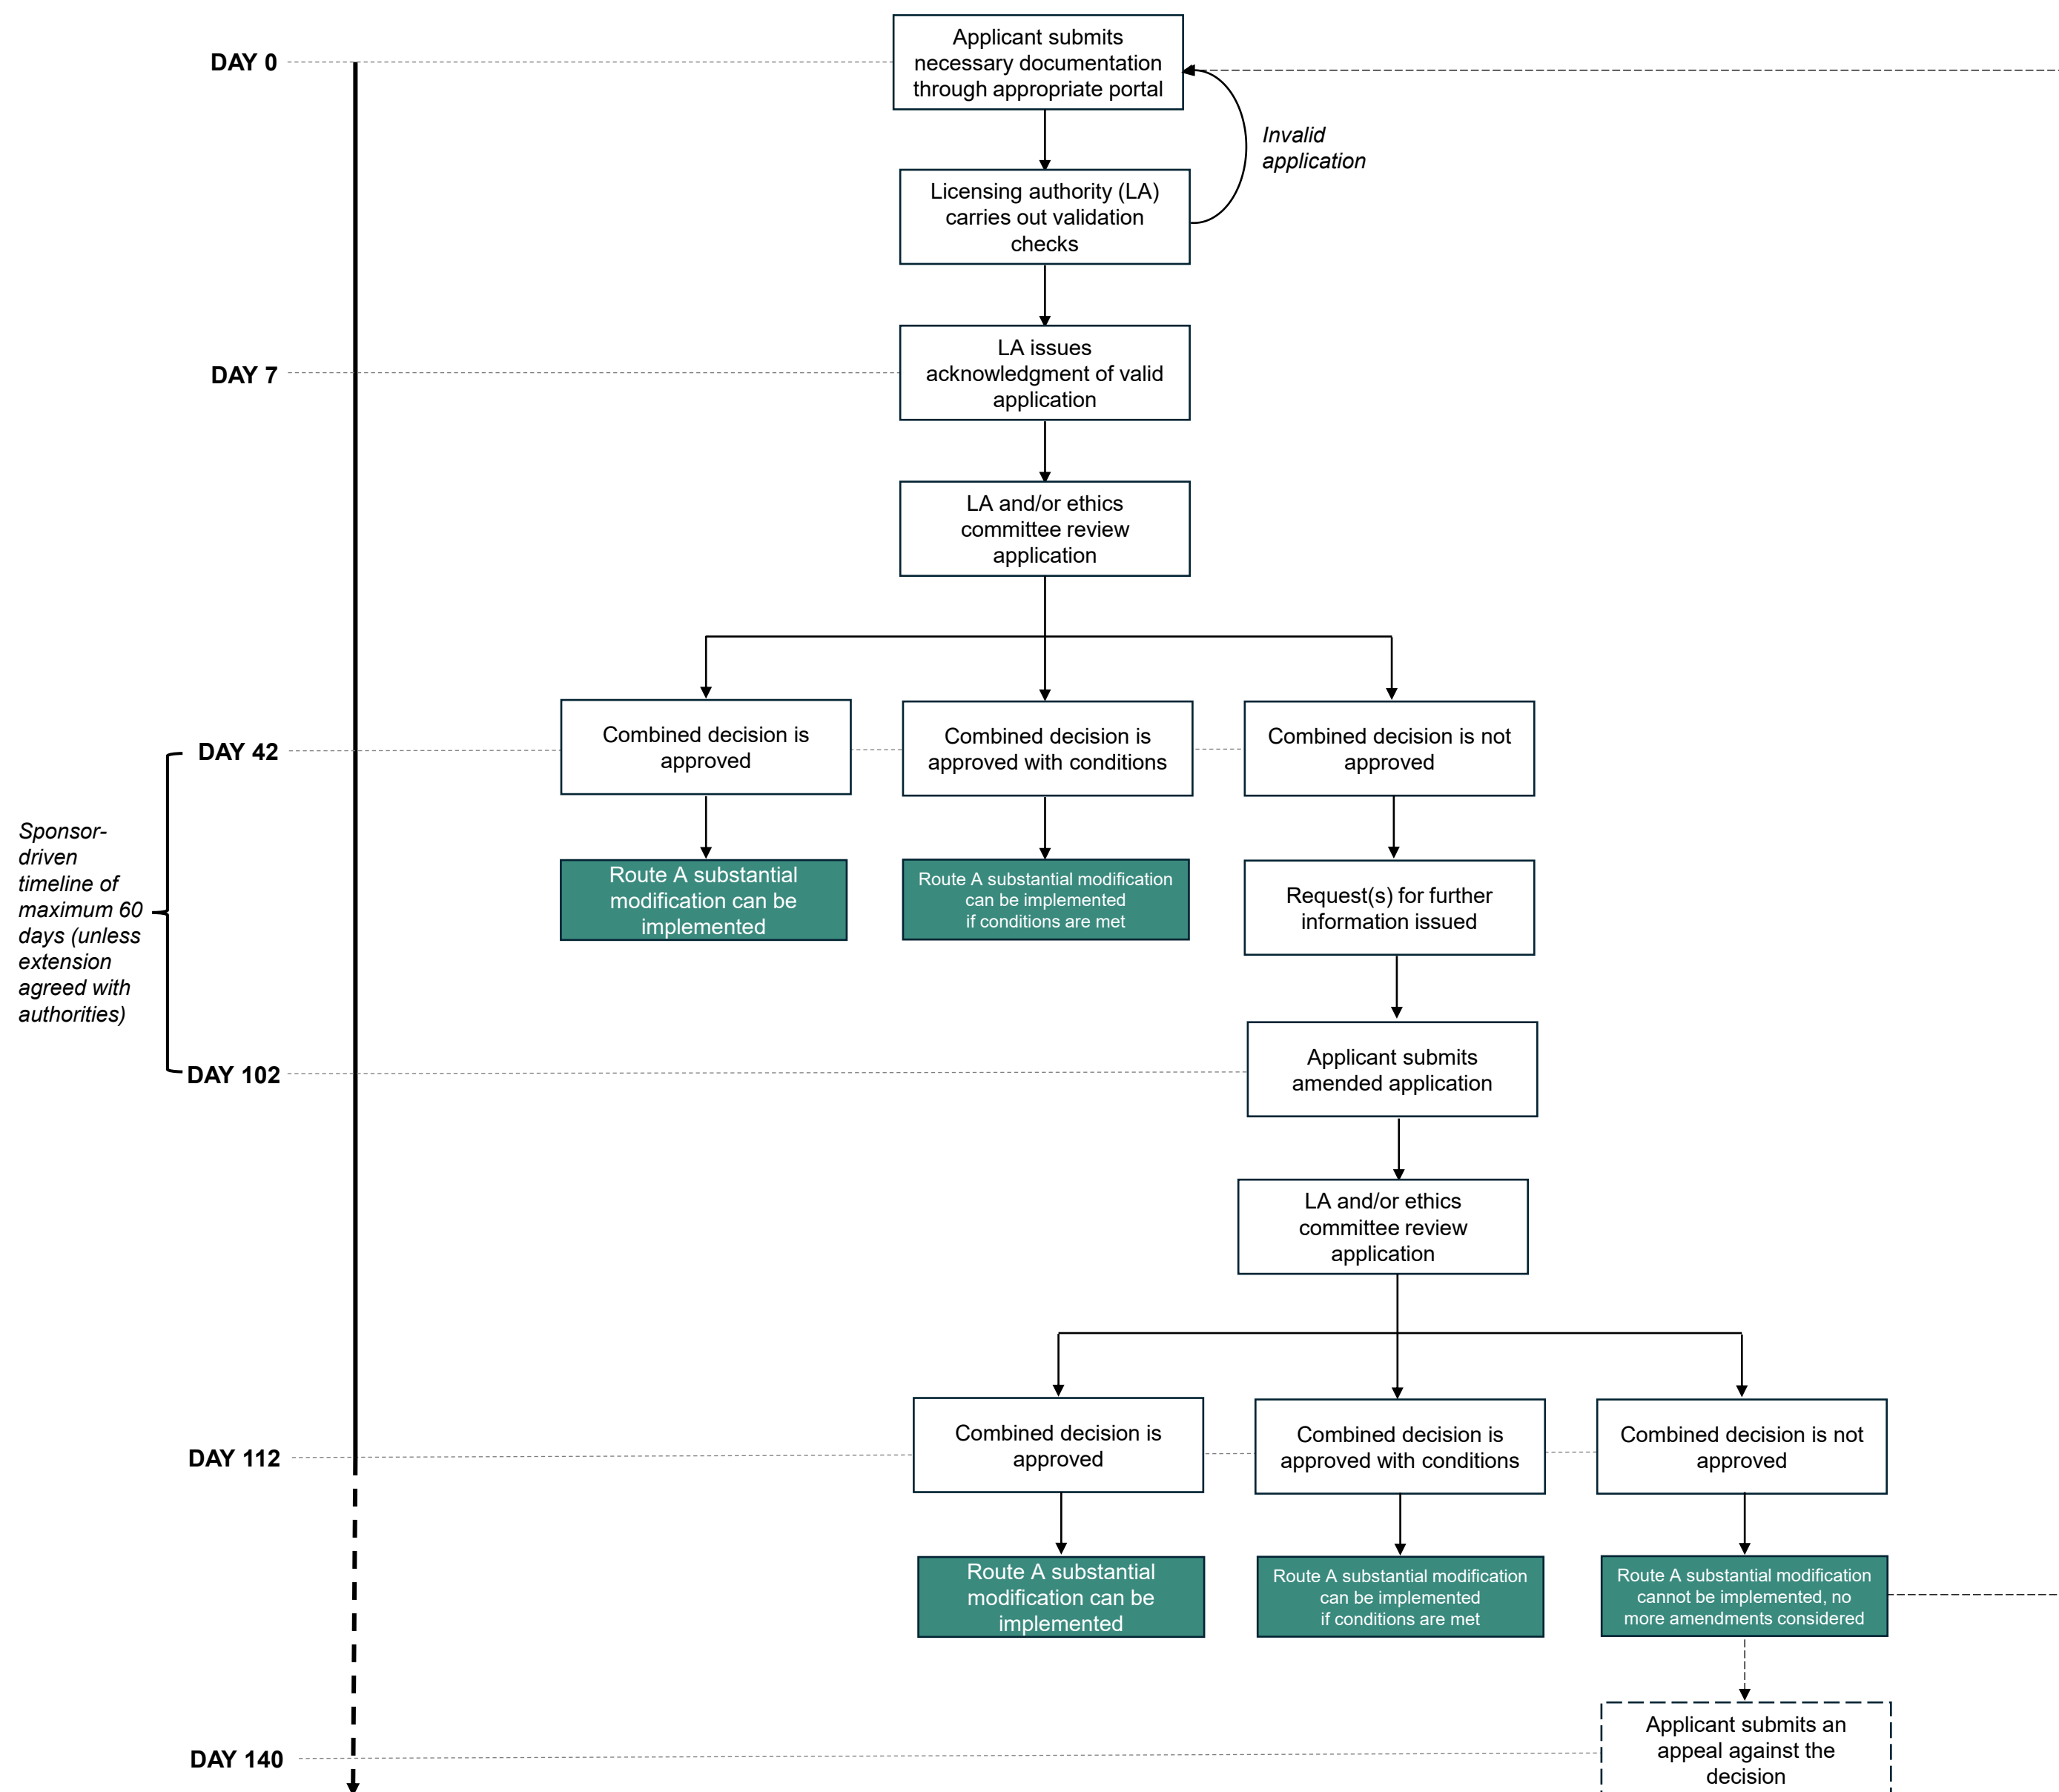 Applicant submits
necessary documentation
through appropriate portal
DAY 0
Invalid
application
Licensing authority (LA)
carries out validation
checks
LA issues
acknowledgment of valid
application
DAY 7
LA and/or ethics
committee review
application
Combined decision is
approved
Combined decision is
approved with conditions
Combined decision is not
approved
DAY 42
Sponsor-
driven
timeline of
maximum 60
days (unless
extension
agreed with
authorities)
Route A substantial
modification can be
implemented
Route A substantial modification
can be implemented
if conditions are met
Request(s) for further
information issued
Applicant submits
amended application
DAY 102
LA and/or ethics
committee review
application
Combined decision is
approved
Combined decision is
approved with conditions
Combined decision is not
approved
DAY 112
Route A substantial
modification can be
implemented
Route A substantial modification
can be implemented
if conditions are met
Route A substantial modification
cannot be implemented, no
more amendments considered
Applicant submits an
appeal against the
decision
DAY 140